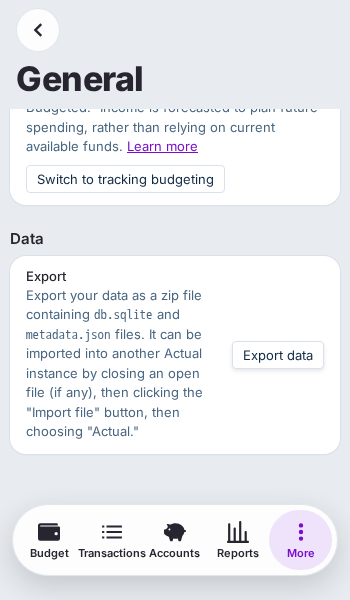 General
Budgeted." Income is forecasted to plan future
spending, rather than relying on current
available funds. Learn more
Switch to tracking budgeting
Data
Export
Export your data as a zip file
containing db.sqlite and
metadata.json files. It can be
imported into another Actual
instance by closing an open
file (if any), then clicking the
"Import file" button, then
choosing "Actual."
Export data
Budget
Transactions
Accounts
Reports
More